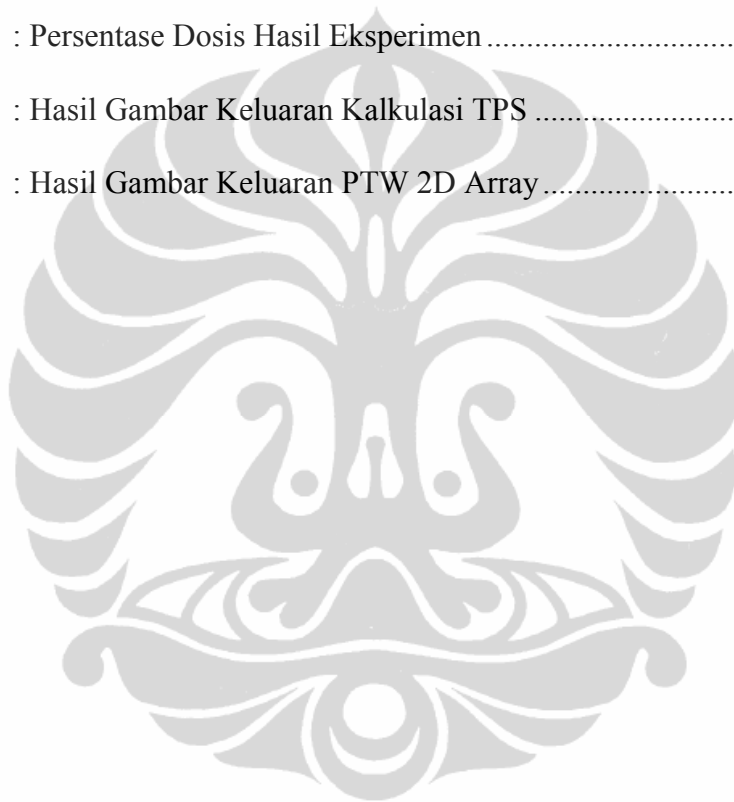 : Persentase Dosis Hasil Eksperimen ..............................
: Hasil Gambar Keluaran Kalkulasi TPS ........................
: Hasil Gambar Keluaran PTW 2D Array .......................